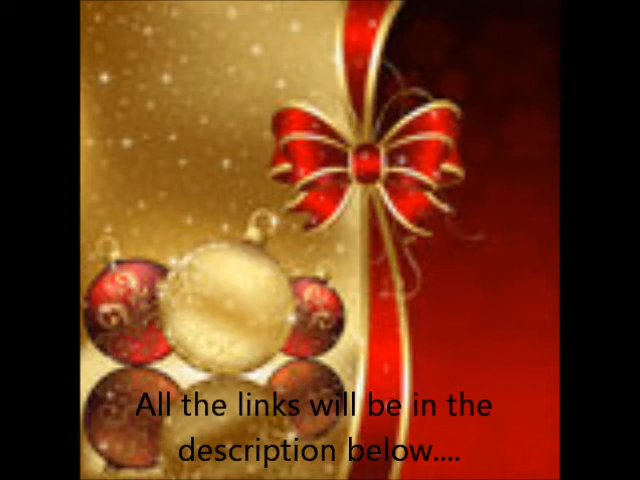 All the links will be in the
description below....